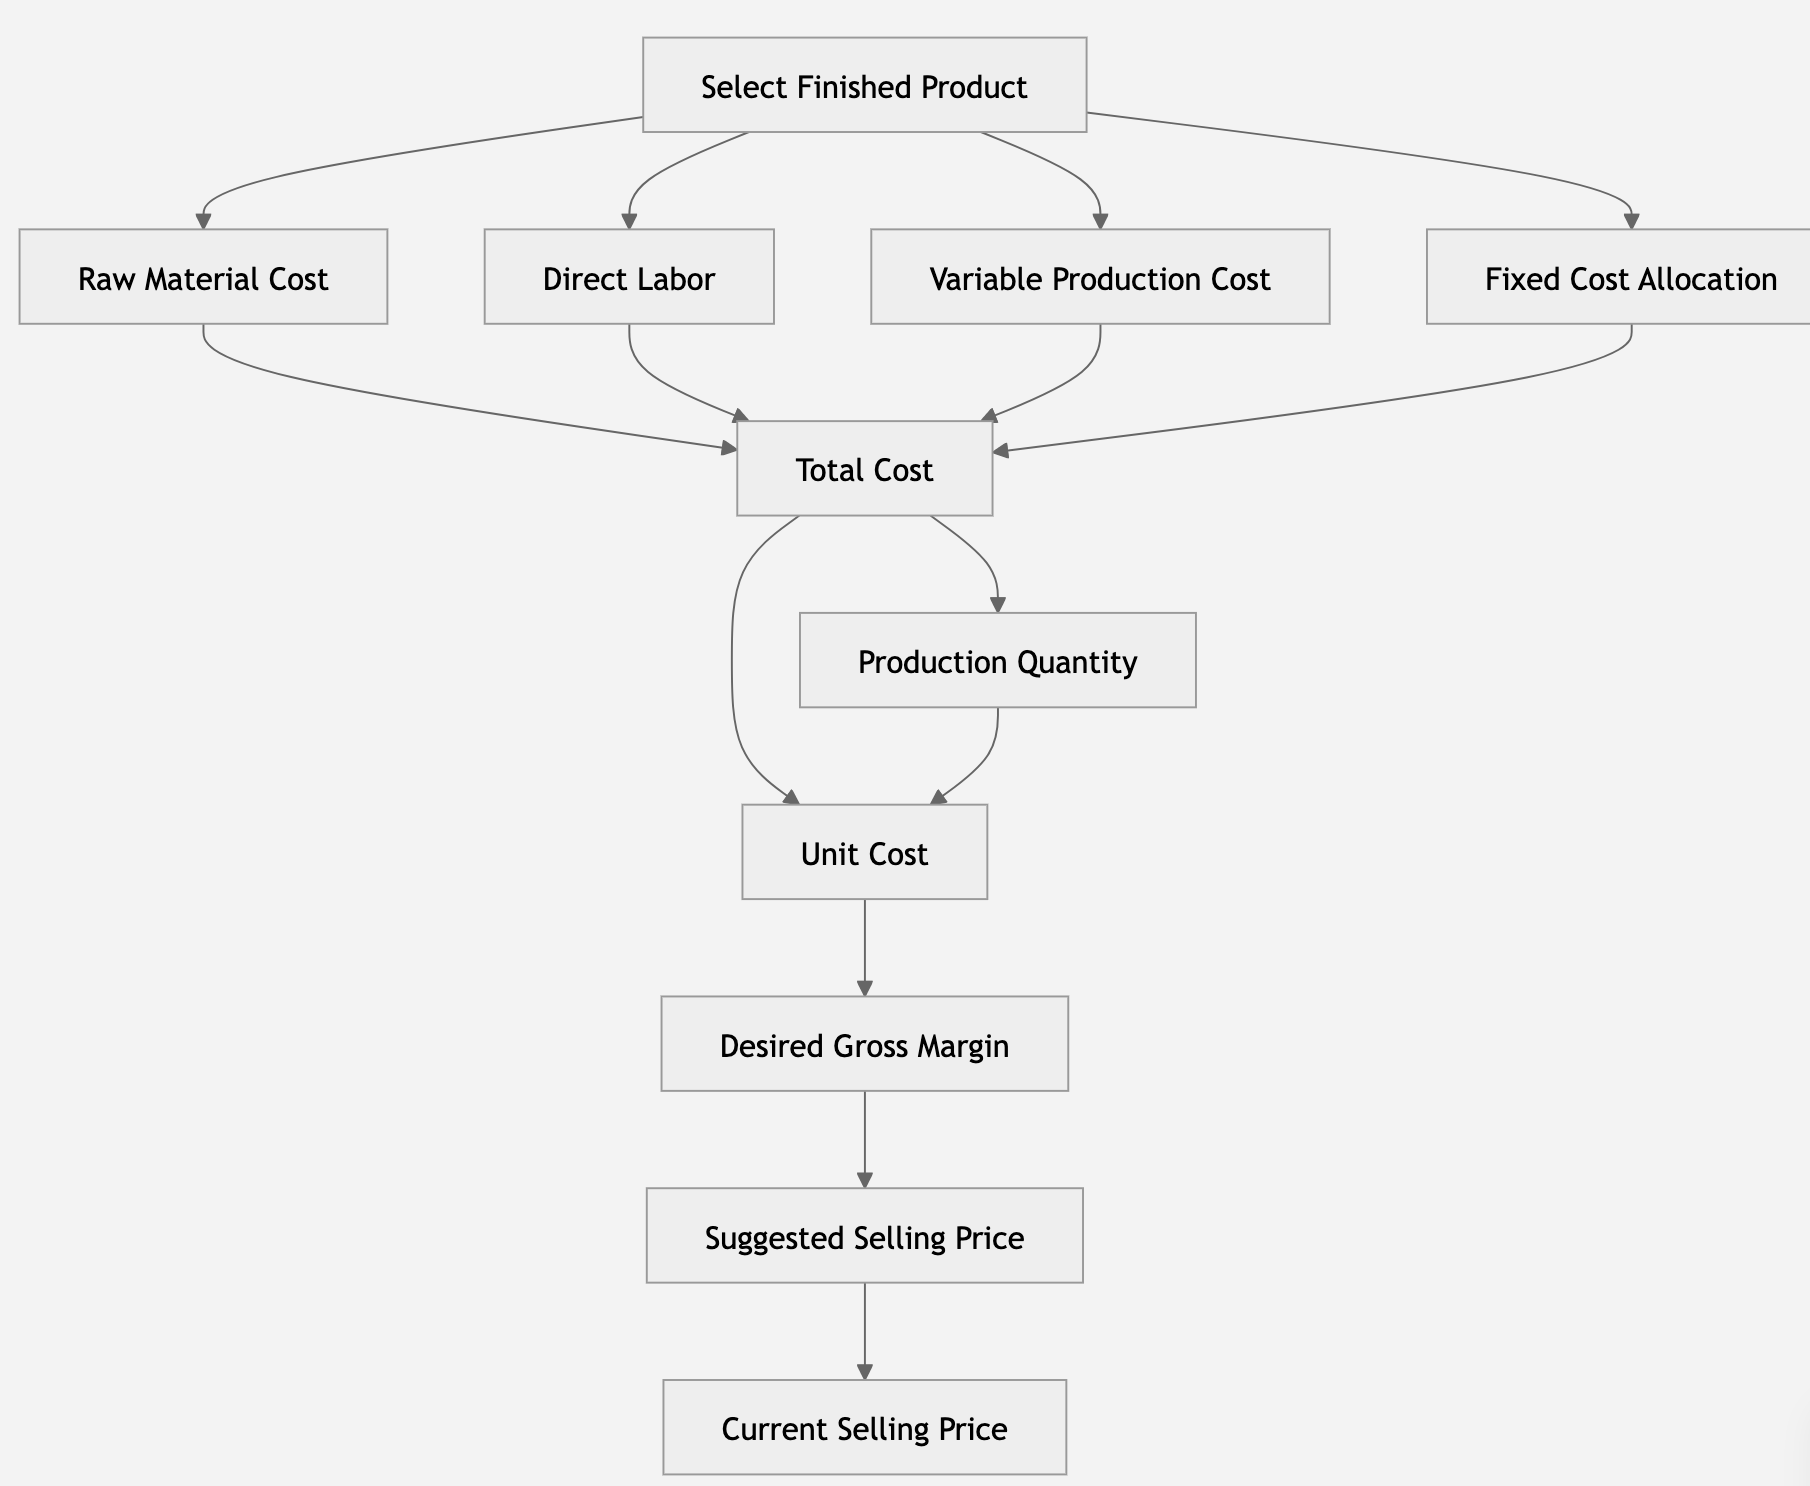 Select Finished Product
Raw Material Cost
Direct Labor
Variable Production Cost
Fixed Cost Allocation
Total Cost
Production Quantity
Unit Cost
Desired Gross Margin
Suggested Selling Price
Current Selling Price